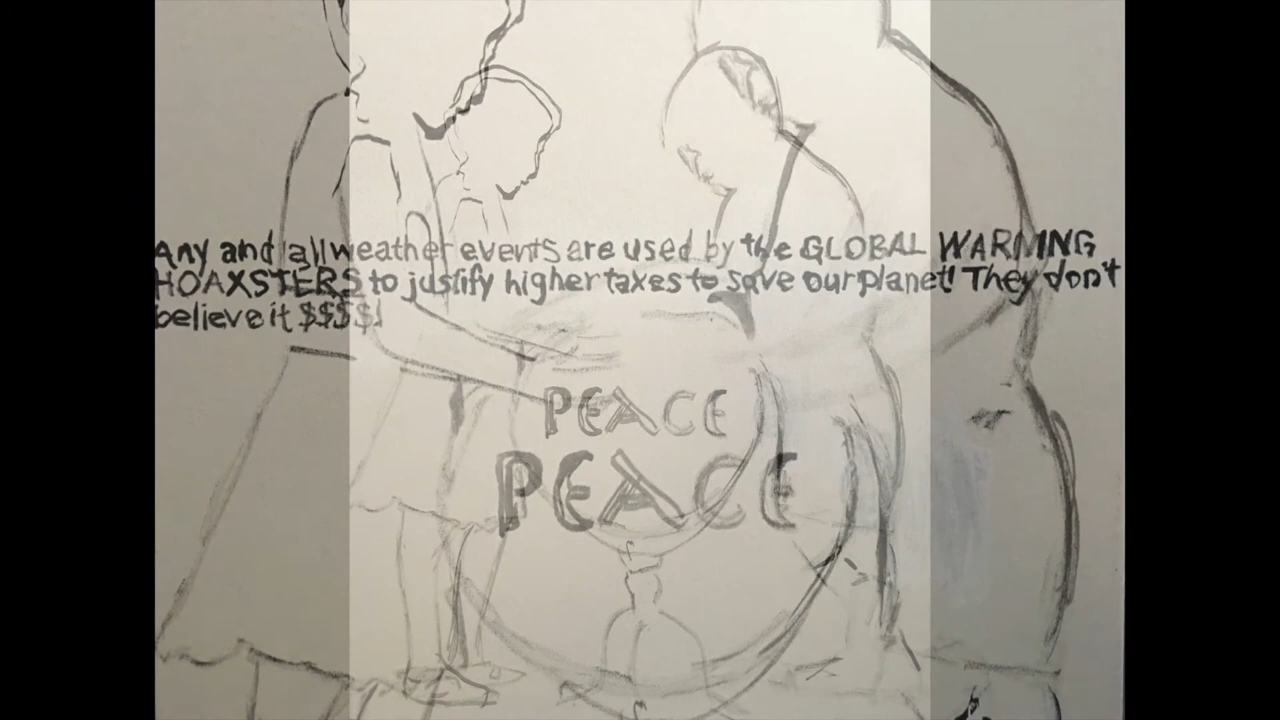 Any and all weather events are used by the GLOBAL WARMING
HOAXSTERS to justify higher taxes to save our planet! They don't
believe it $$$$!
PEACE
PEACE